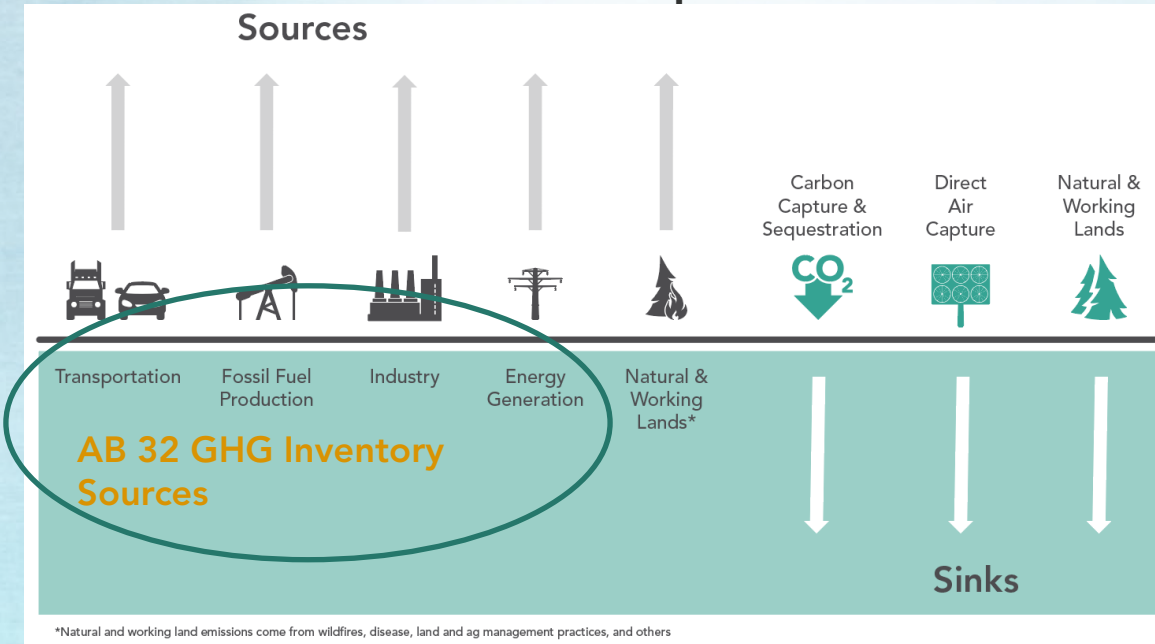 Sources
Carbon
Capture &
Sequestration
Direct
Air
Capture
Natural &
Working
Lands
CO2
Transportation
Fossil Fuel
Production
Industry
Energy
Generation
Natural &
Working
Lands*
AB 32 GHG Inventory
Sources
Sinks
*Natural and working land emissions come from wildfires, disease, land and ag management practices, and others